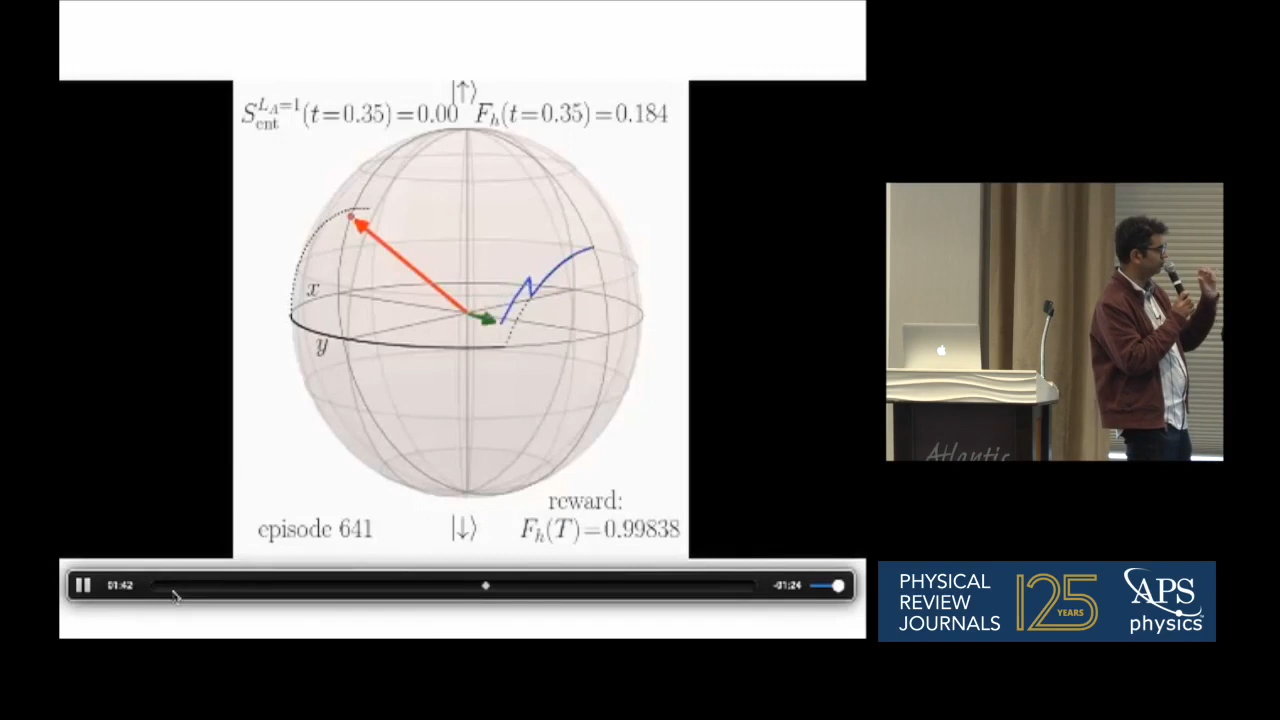 |↑⟩
S_ent^{L_A=1}(t=0.35)=0.00 F_h(t=0.35)=0.184
x
y
reward:
episode 641 |↓⟩ F_h(T)=0.99838
01:42 -01:24
Atlantic
PHYSICAL
REVIEW
JOURNALS
125
YEARS
APS
physics